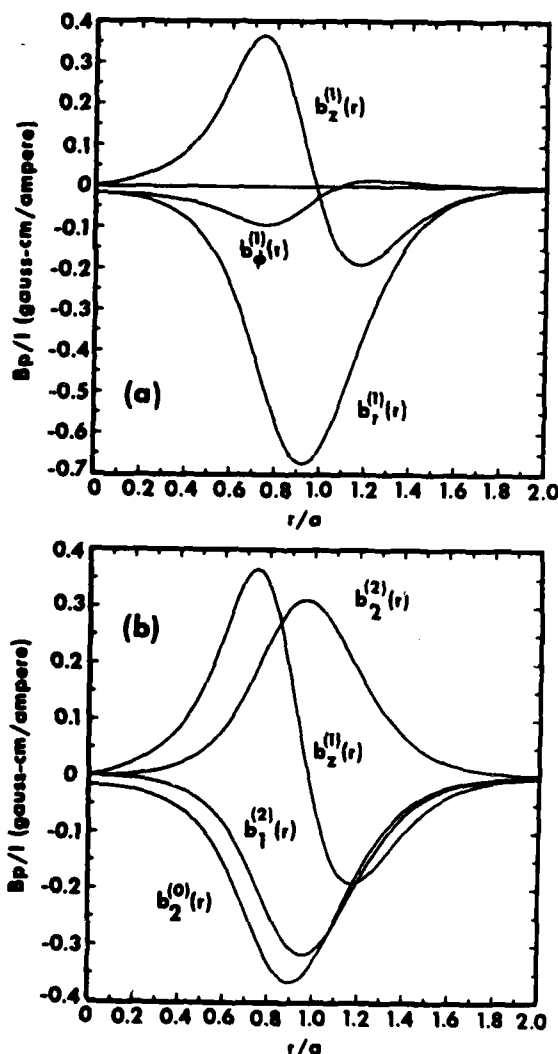 0.4
0.3
0.2
0.1
0
-0.1
-0.2
-0.3
-0.4
-0.5
-0.6
-0.7
Bp/I (gauss-cm/ampere)
b_z^(1)(r)
b_ϕ^(1)(r)
b_r^(1)(r)
(a)
0 0.2 0.4 0.6 0.8 1.0 1.2 1.4 1.6 1.8 2.0
r/a
0.4
0.3
0.2
0.1
0
-0.1
-0.2
-0.3
-0.4
Bp/I (gauss-cm/ampere)
(b)
b_2^(2)(r)
b_z^(1)(r)
b_1^(2)(r)
b_2^(0)(r)
0 0.2 0.4 0.6 0.8 1.0 1.2 1.4 1.6 1.8 2.0
r/a